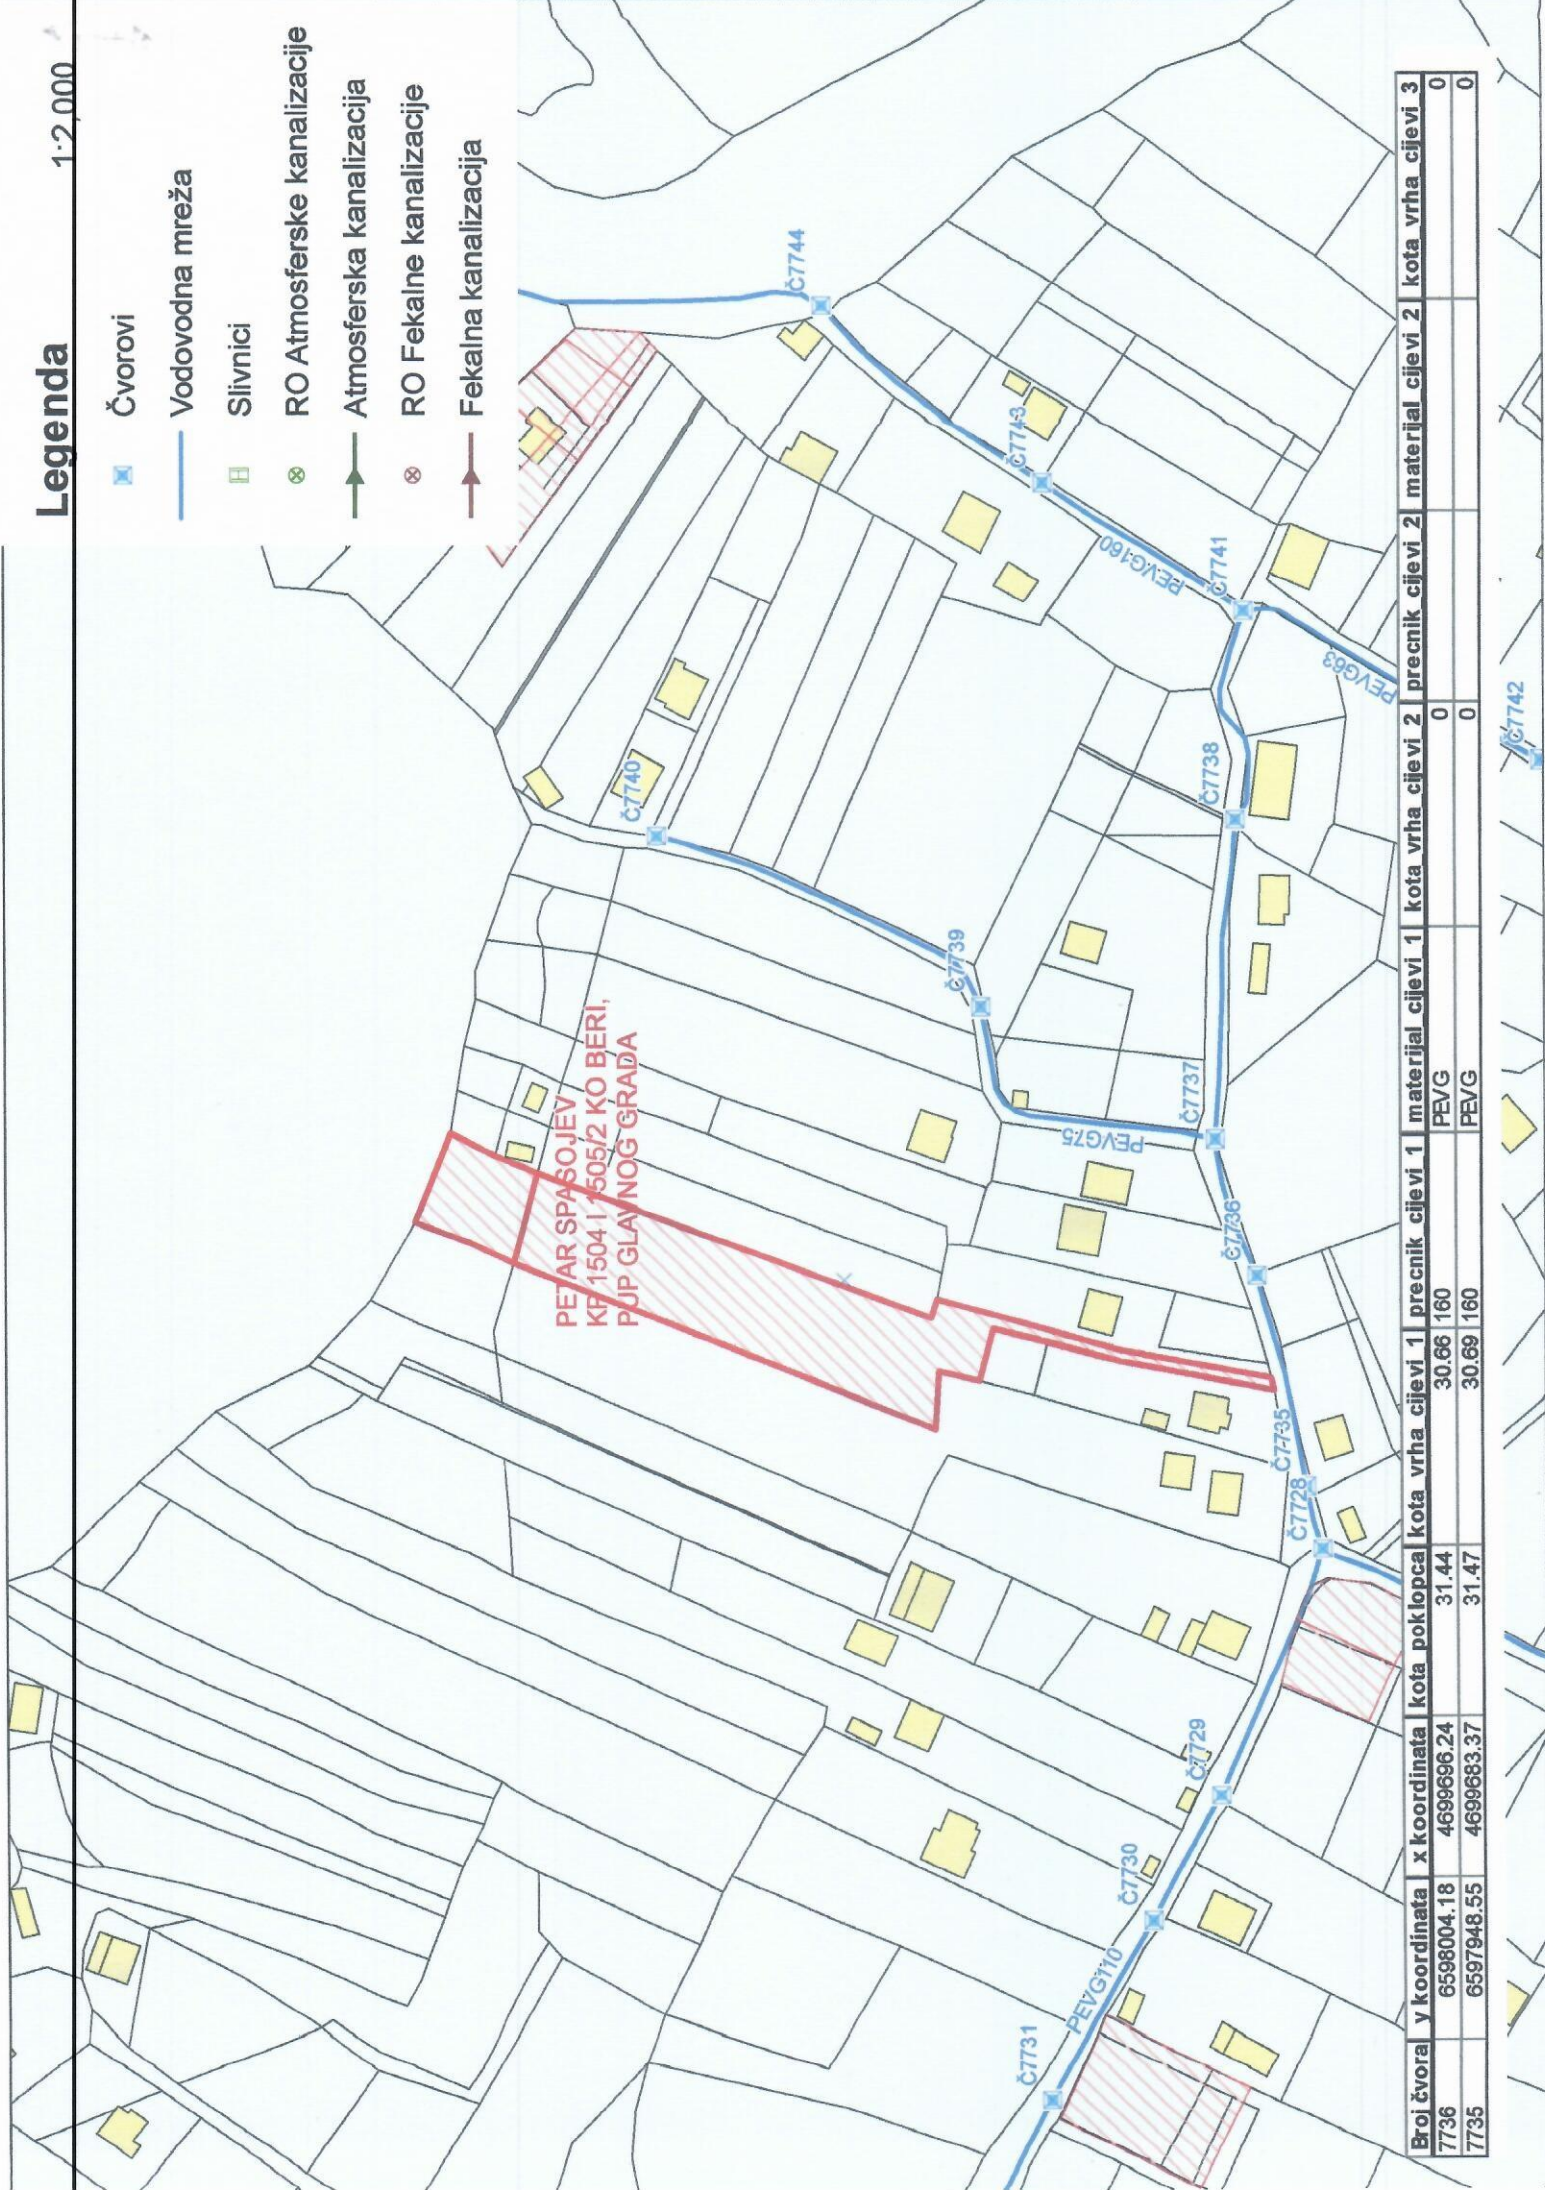 Legenda
1:2,000
Čvorovi
Vodovodna mreža
Slivnici
RO Atmosferske kanalizacije
Atmosferska kanalizacija
RO Fekalne kanalizacije
Fekalna kanalizacija
PETAR SPASOJEV
KP 1504 I 1505/2 KO BERI,
PUP GLAVNOG GRADA
Č7744
Č7743
PEVG160
Č7741
PEVG63
Č7742
Č7740
Č7739
Č7738
Č7737
PEVG75
Č7736
Č7735
Č7728
Č7729
Č7730
PEVG110
Č7731
Broj čvora y koordinata x koordinata kota poklopca kota vrha cijevi 1 precnik cijevi 1 materijal cijevi 1 kota vrha cijevi 2 precnik cijevi 2 materijal cijevi 2 kota vrha cijevi 3
7736 6598004.18 4699696.24 31.44 30.66 160 PEVG 0 0
7735 6597948.55 4699683.37 31.47 30.69 160 PEVG 0 0